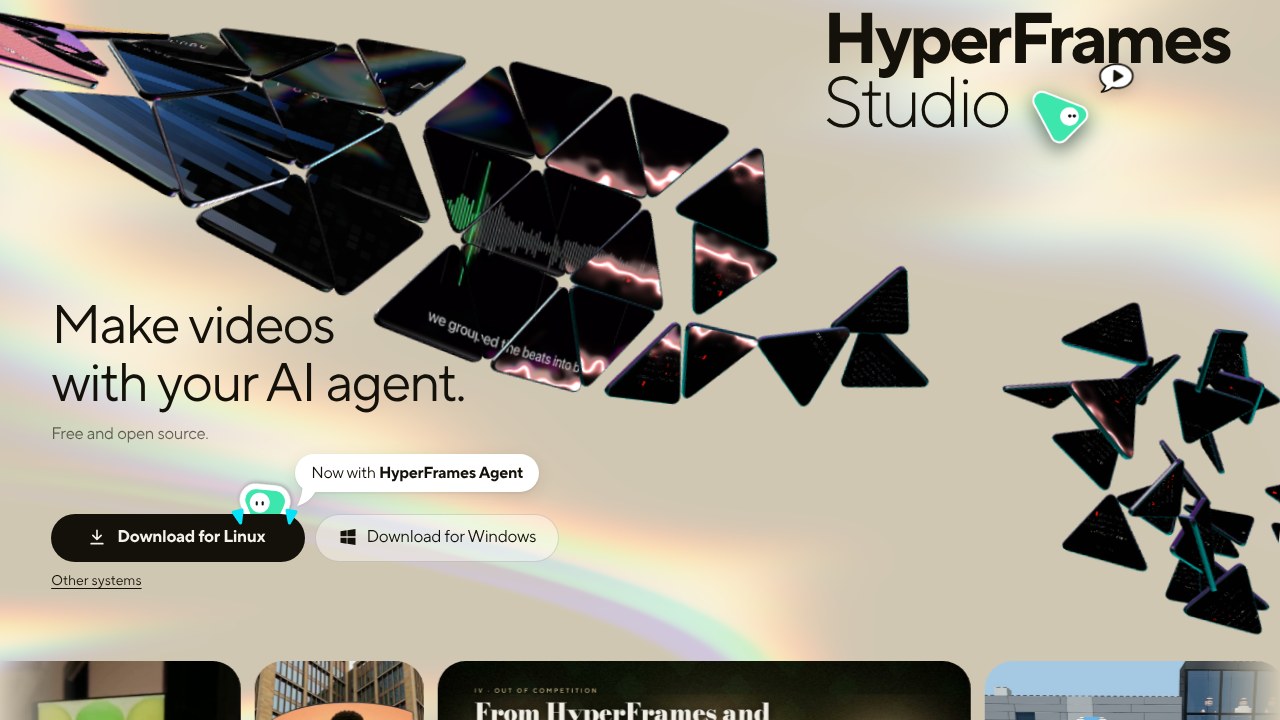 HyperFrames
Studio
we grouped the beats into b
Make videos
with your AI agent.
Free and open source.
Now with HyperFrames Agent
Download for Linux
Download for Windows
Other systems
IV · OUT OF COMPETITION
From HyperFrames and